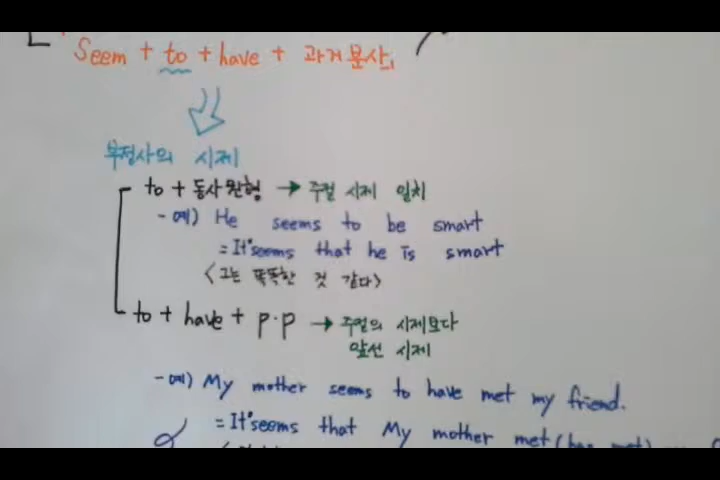 Seem + to + have + 과거분사
부정사의 시제
to + 동사원형 → 주절 시제 일치
- 예) He seems to be smart
= It seems that he is smart
<그는 똑똑한 것 같다>
to + have + p.p → 주절의 시제보다
앞선 시제
- 예) My mother seems to have met my friend.
= It seems that My mother met (has met)